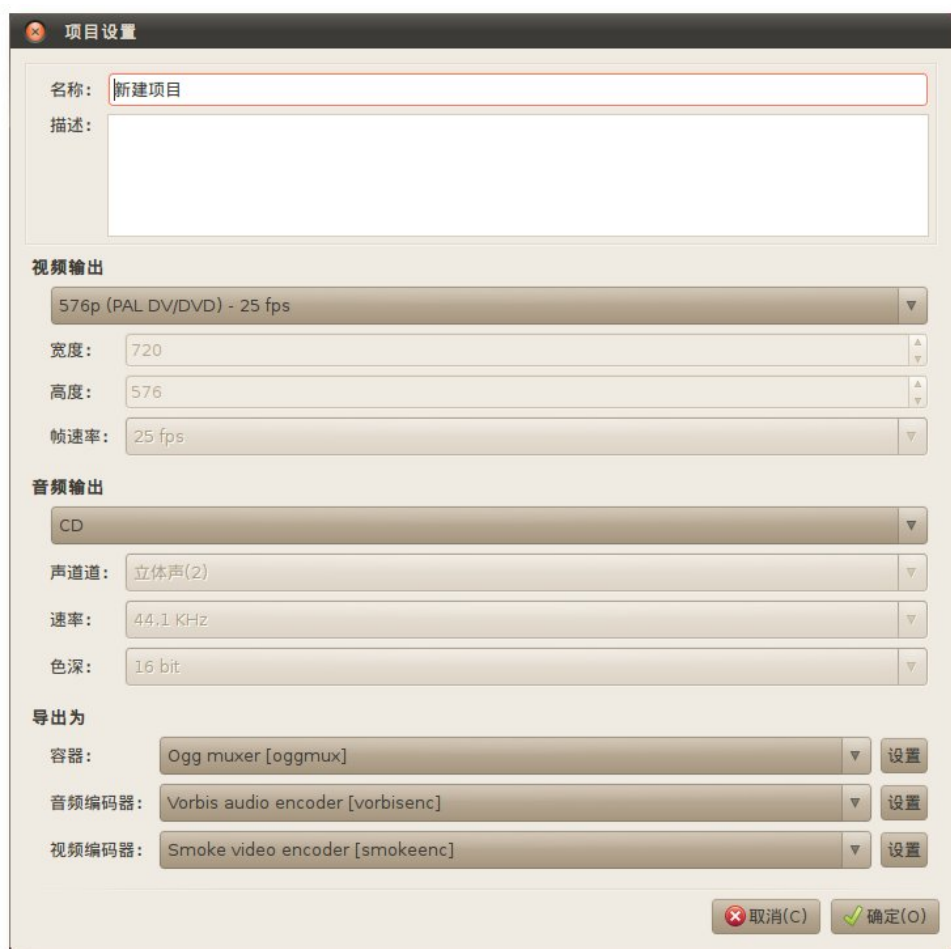 项目设置
名称: 新建项目
描述:
视频输出
576p (PAL DV/DVD) - 25 fps
宽度: 720
高度: 576
帧速率: 25 fps
音频输出
CD
声道道: 立体声(2)
速率: 44.1 KHz
色深: 16 bit
导出为
容器: Ogg muxer [oggmux] 设置
音频编码器: Vorbis audio encoder [vorbisenc] 设置
视频编码器: Smoke video encoder [smokeenc] 设置
取消(C) 确定(O)